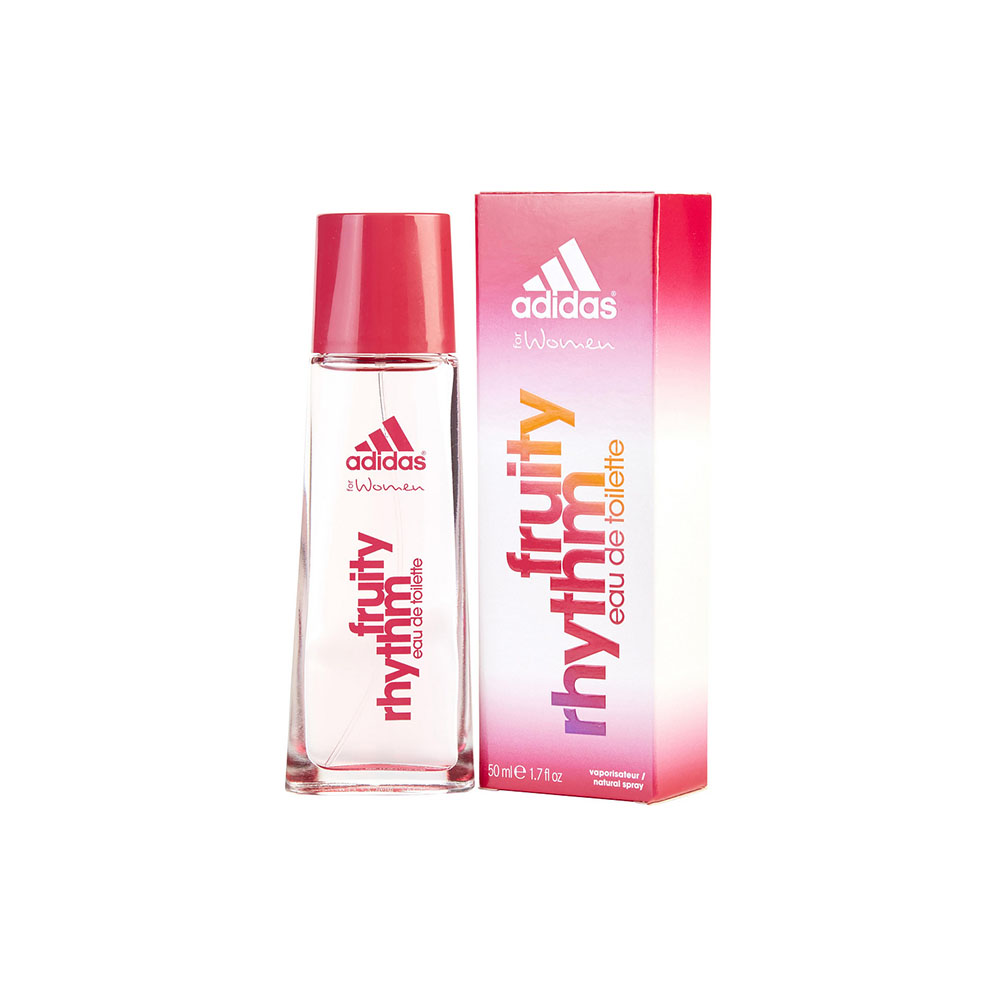 adidas
for Women
fruity
rhythm
eau de toilette
adidas®
for Women
fruity
rhythm
eau de toilette
50 ml ℮ 1.7 fl oz
vaporisateur /
natural spray